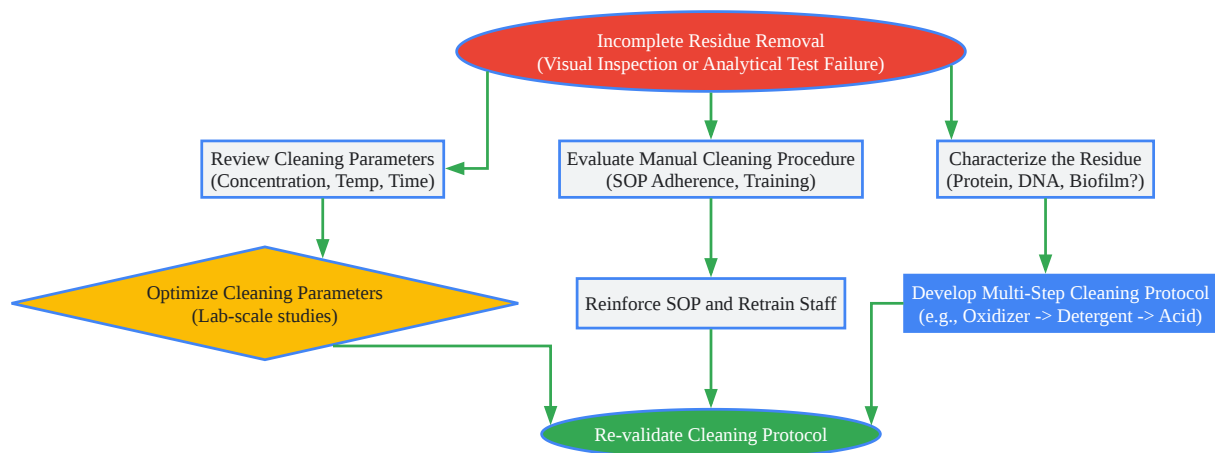 Incomplete Residue Removal
(Visual Inspection or Analytical Test Failure)
Review Cleaning Parameters
(Concentration, Temp, Time)
Evaluate Manual Cleaning Procedure
(SOP Adherence, Training)
Characterize the Residue
(Protein, DNA, Biofilm?)
Optimize Cleaning Parameters
(Lab-scale studies)
Reinforce SOP and Retrain Staff
Develop Multi-Step Cleaning Protocol
(e.g., Oxidizer -> Detergent -> Acid)
Re-validate Cleaning Protocol